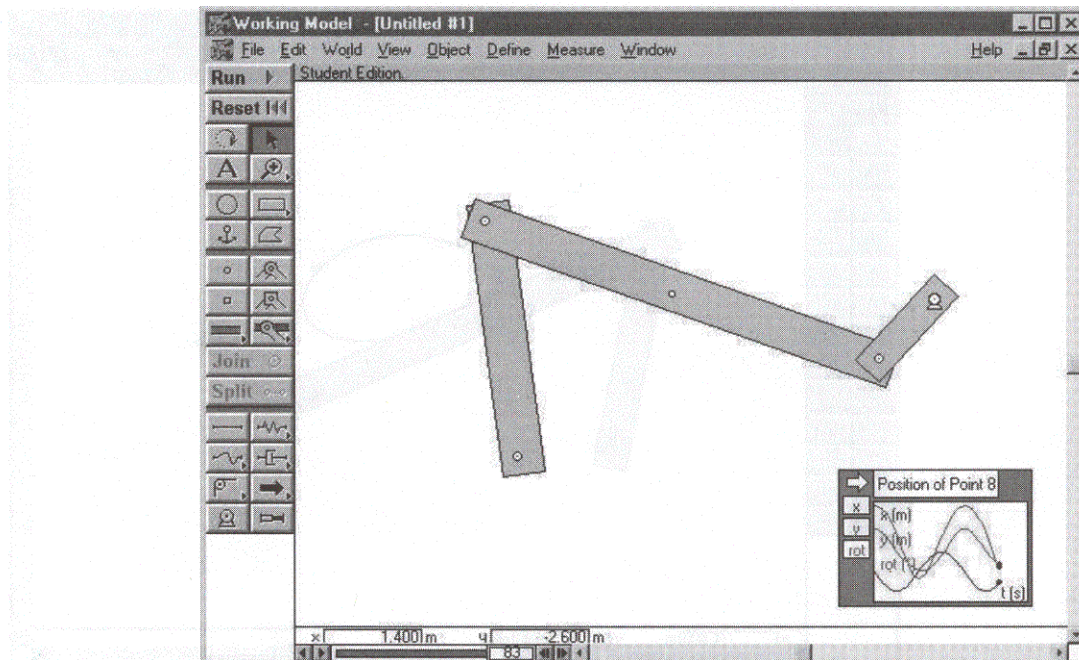 Working Model - [Untitled #1]
File Edit World View Object Define Measure Window Help
Run
Student Edition
Reset
A
Join
Split
Position of Point 8
x
y
rot
x (m)
y (m)
rot (°)
t (s)
x 1.400 m y -2.600 m
83